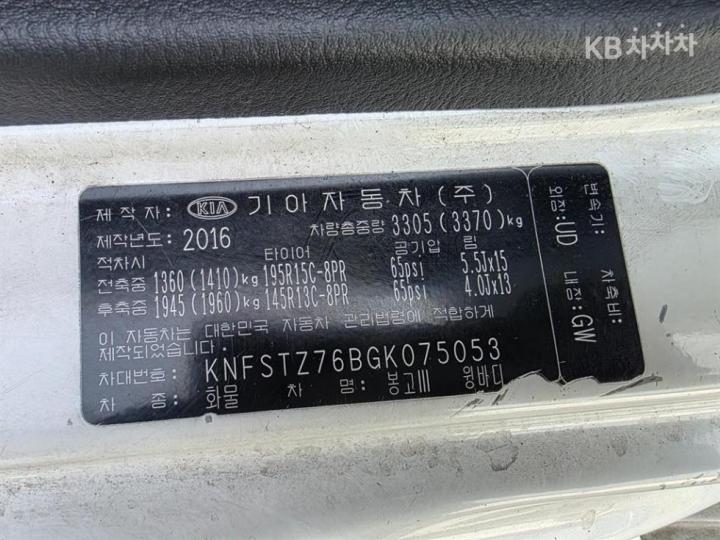 KB차차차
제 작 자: KIA 기 아 자 동 차 (주)
제작년도: 2016 차량총중량 3305 (3370) kg
적차시 타이어 공기압 림
전축중 1360 (1410) kg 195R15C-8PR 65psi 5.5Jx15
후축중 1945 (1960) kg 145R13C-8PR 65psi 4.0Jx13
이 자동차는 대한민국 자동차 관리법령에 적합하게
제작되었음.
차대번호: KNFSTZ76BGK075053
차 종: 화물 차 명: 봉고III 윙바디
변속기: 차축비:
외장: UD 내장: GW